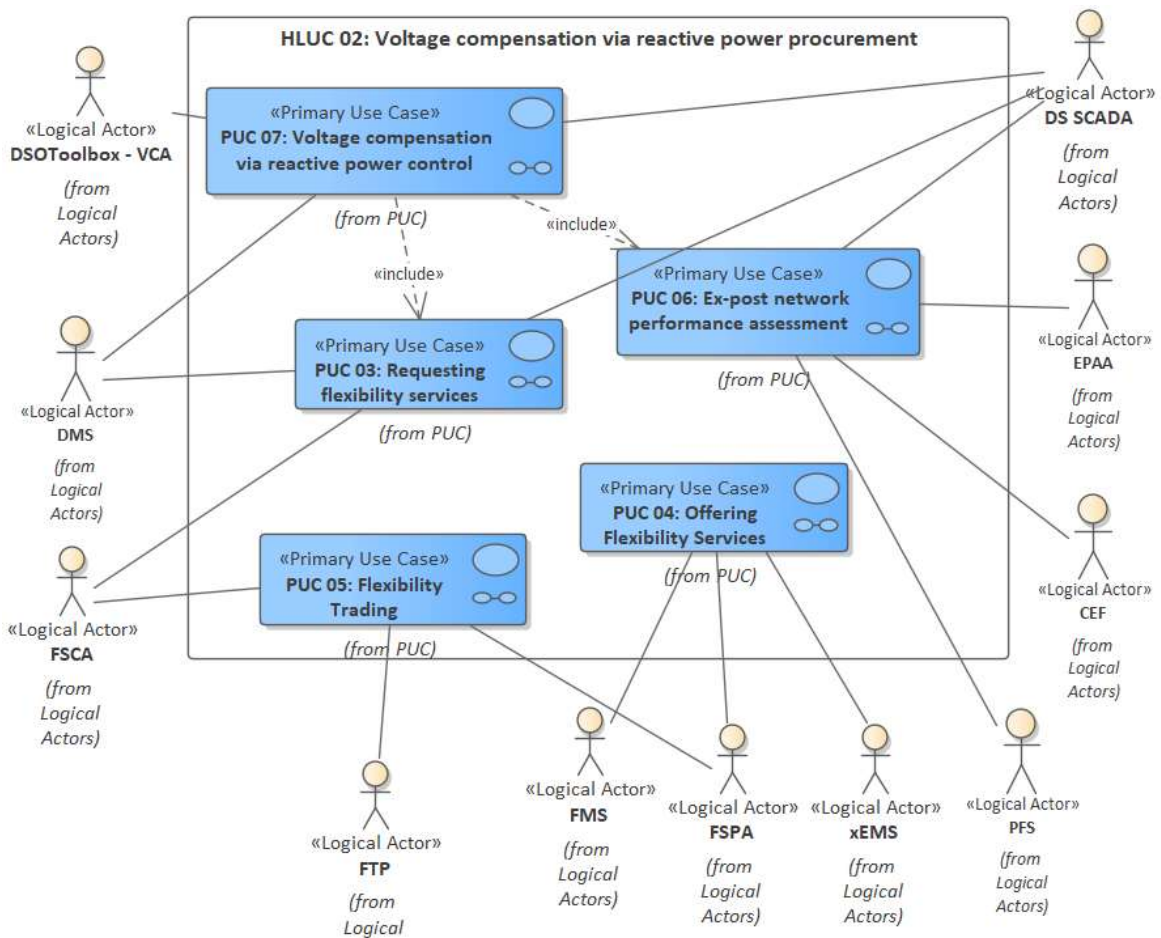 HLUC 02: Voltage compensation via reactive power procurement
«Logical Actor»
DSOToolbox - VCA
(from
Logical
Actors)
«Primary Use Case»
PUC 07: Voltage compensation
via reactive power control
(from PUC)
«Logical Actor»
DS SCADA
(from
Logical
Actors)
«include»
«include»
«Primary Use Case»
PUC 06: Ex-post network
performance assessment
(from PUC)
«Logical Actor»
EPAA
(from
Logical
Actors)
«Primary Use Case»
PUC 03: Requesting
flexibility services
(from PUC)
«Logical Actor»
DMS
(from
Logical
Actors)
«Primary Use Case»
PUC 04: Offering
Flexibility Services
(from PUC)
«Primary Use Case»
PUC 05: Flexibility
Trading
(from PUC)
«Logical Actor»
CEF
(from
Logical
Actors)
«Logical Actor»
FSCA
(from
Logical
Actors)
«Logical Actor»
FTP
(from
Logical
«Logical Actor»
FMS
(from
Logical
Actors)
«Logical Actor»
FSPA
(from
Logical
Actors)
«Logical Actor»
xEMS
(from
Logical
Actors)
«Logical Actor»
PFS
(from
Logical
Actors)